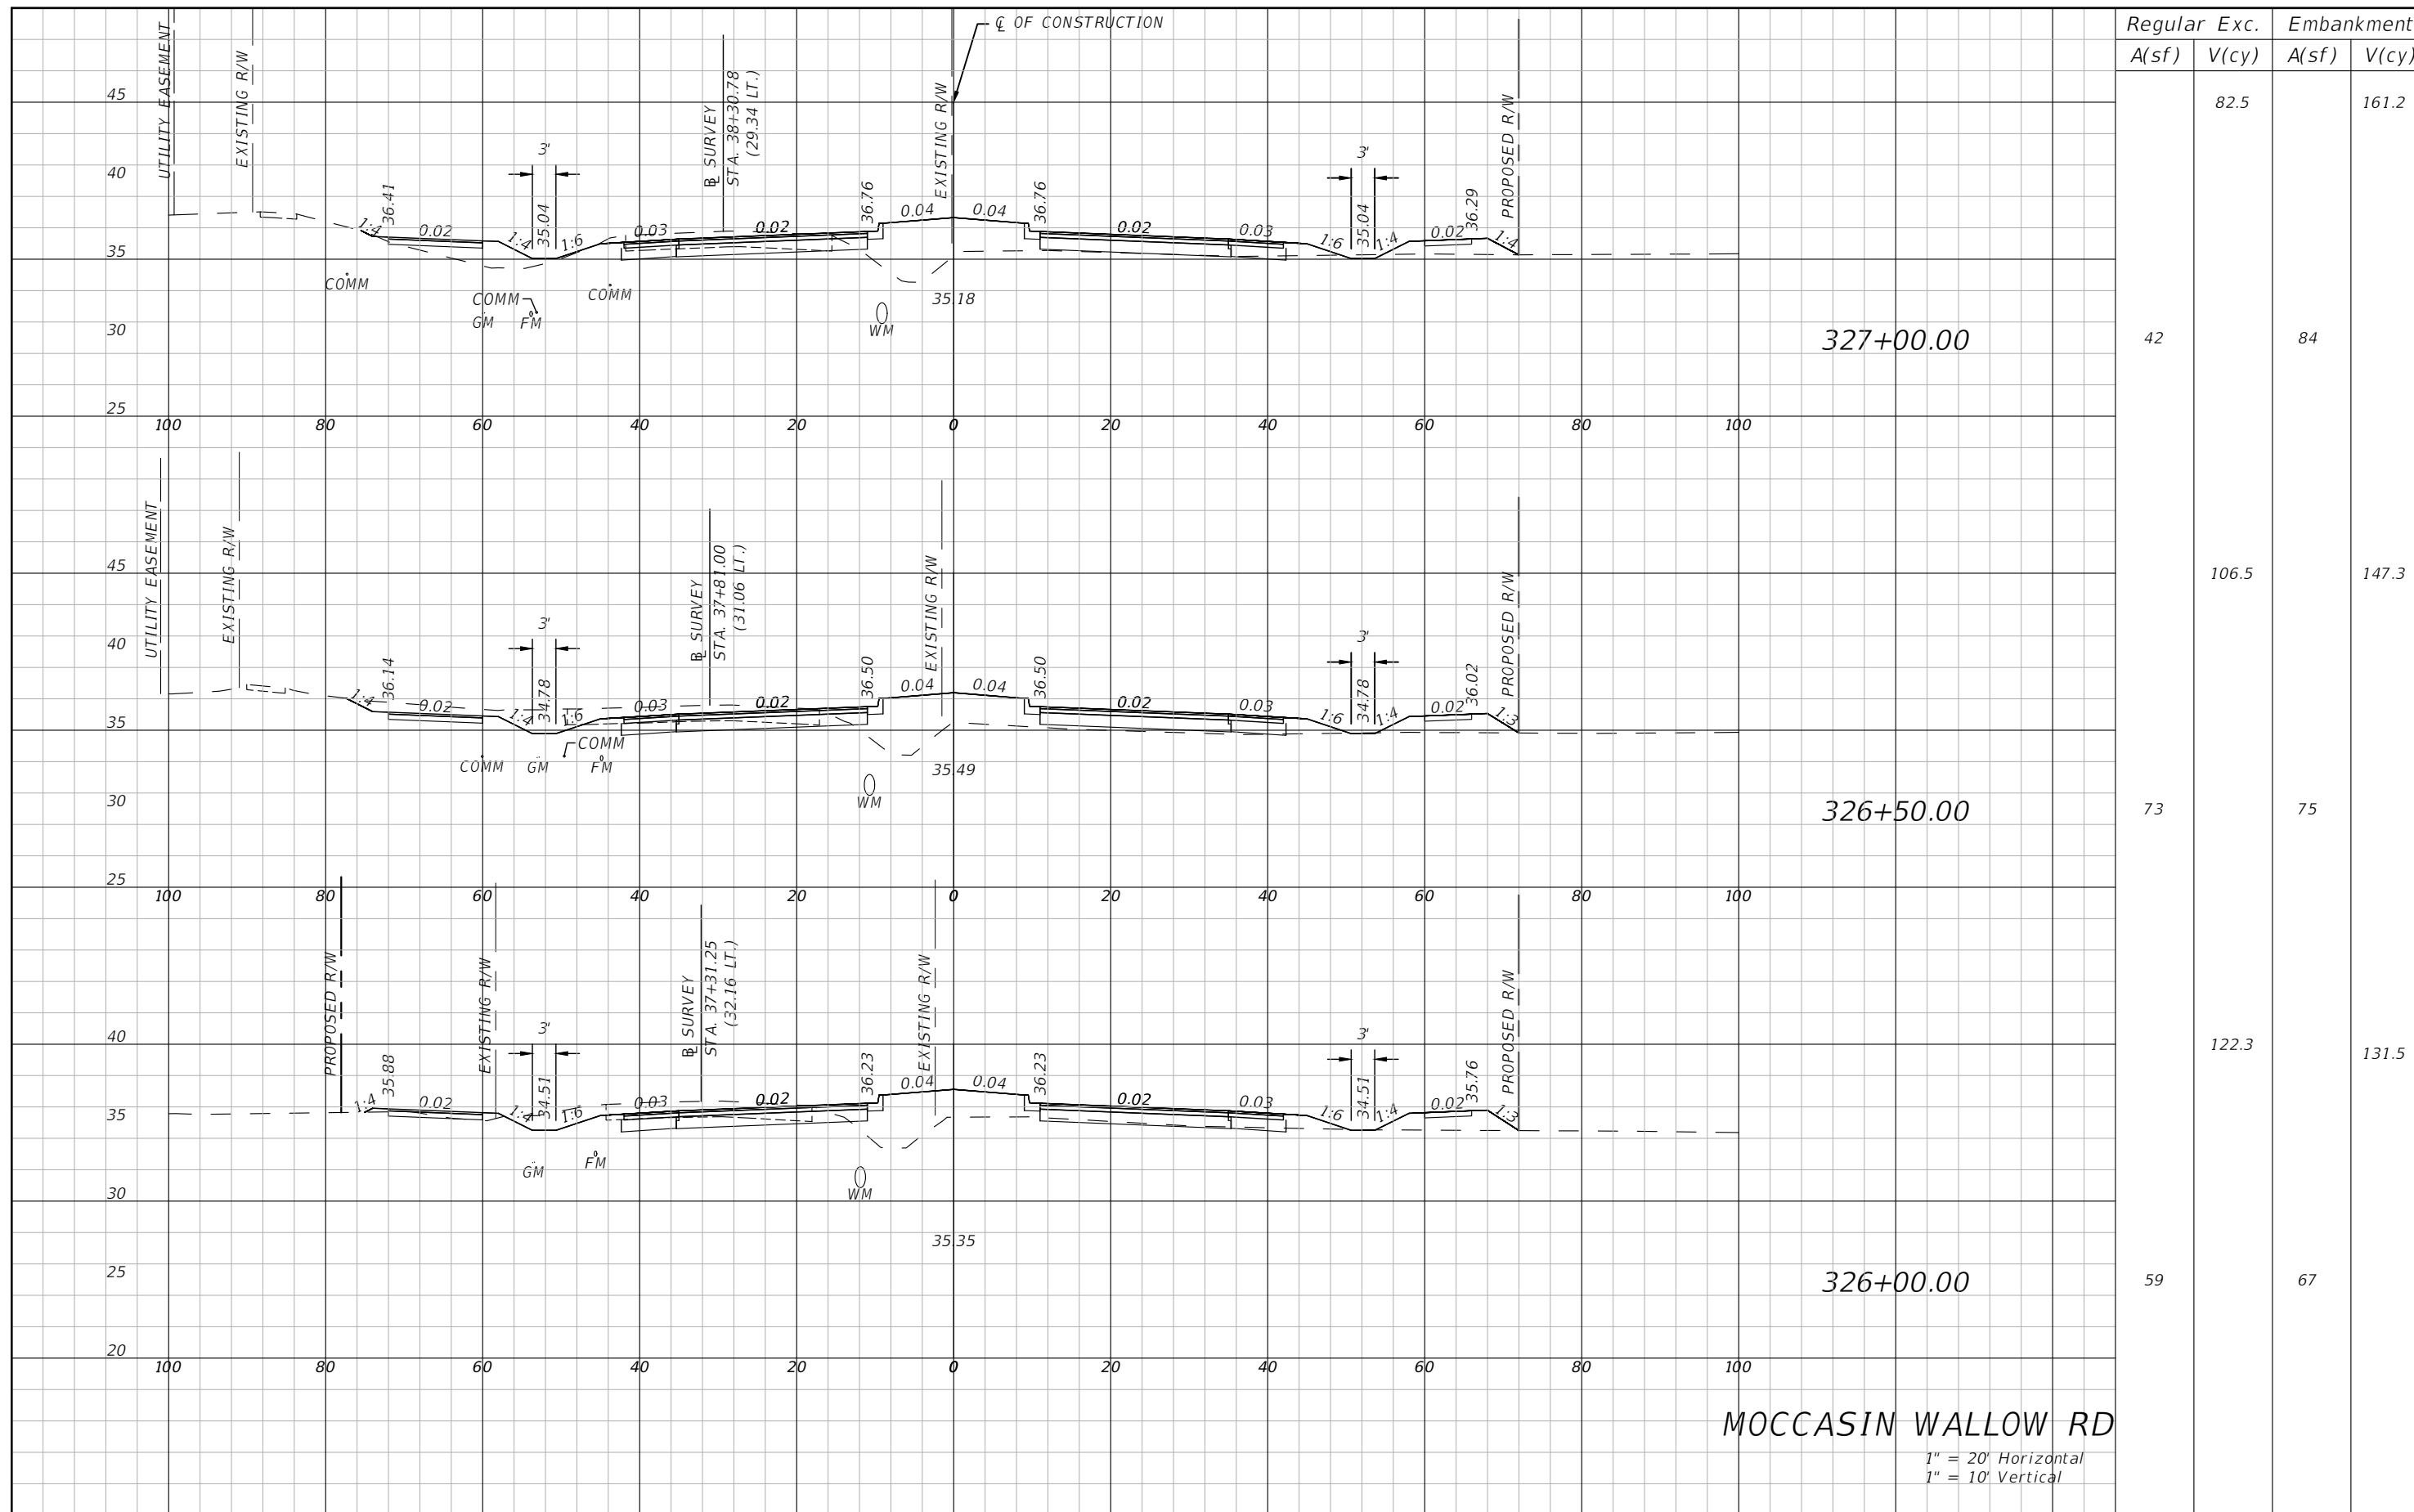 ℄ OF CONSTRUCTION
Regular Exc. Embankment
A(sf) V(cy) A(sf) V(cy)
82.5 161.2
UTILITY EASEMENT
EXISTING R/W
B̲L SURVEY
STA. 38+30.78
(29.34 LT.)
EXISTING R/W
PROPOSED R/W
45
40
35
30
25
3' 3'
36.41 35.04 36.76 36.76 35.04 36.29
1:4 0.02 1:4 1:6 0.03 0.02 0.04 0.04 0.02 0.03 1:6 1:4 0.02 1:4
COMM
COMM
COMM
GM FM
WM
35.18
327+00.00 42 84
100 80 60 40 20 0 20 40 60 80 100
106.5 147.3
UTILITY EASEMENT
EXISTING R/W
B̲L SURVEY
STA. 37+81.00
(31.06 LT.)
EXISTING R/W
PROPOSED R/W
45
40
35
30
25
3' 3'
36.14 34.78 36.50 36.50 34.78 36.02
1:4 0.02 1:4 1:6 0.03 0.02 0.04 0.04 0.02 0.03 1:6 1:4 0.02 1:3
COMM
COMM GM FM
WM
35.49
326+50.00 73 75
100 80 60 40 20 0 20 40 60 80 100
122.3 131.5
PROPOSED R/W
EXISTING R/W
B̲L SURVEY
STA. 37+31.25
(32.16 LT.)
EXISTING R/W
PROPOSED R/W
40
35
30
25
20
3' 3'
35.88 34.51 36.23 36.23 34.51 35.76
1:4 0.02 1:4 1:6 0.03 0.02 0.04 0.04 0.02 0.03 1:6 1:4 0.02 1:3
GM FM
WM
35.35
326+00.00 59 67
100 80 60 40 20 0 20 40 60 80 100
MOCCASIN WALLOW RD
1" = 20' Horizontal
1" = 10' Vertical